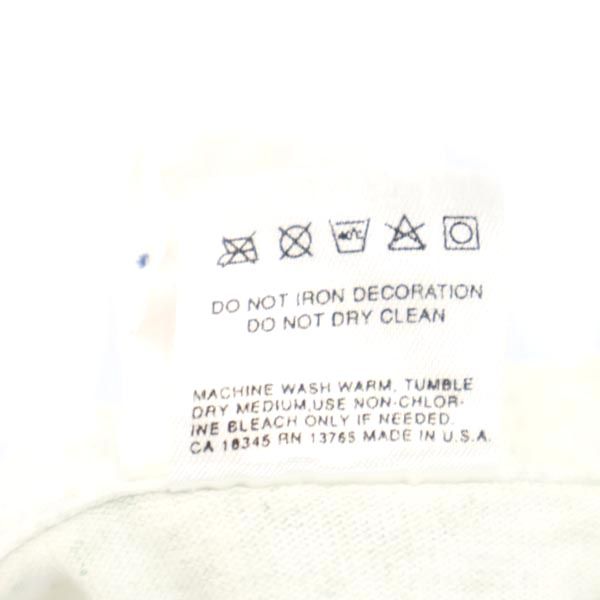 40°C
DO NOT IRON DECORATION
DO NOT DRY CLEAN
MACHINE WASH WARM, TUMBLE
DRY MEDIUM,USE NON-CHLOR-
INE BLEACH ONLY IF NEEDED.
CA 18345 RN 13765 MADE IN U.S.A.